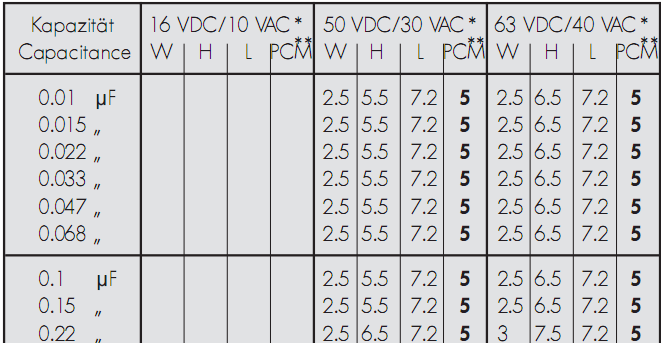 Kapazität 16 VDC/10 VAC* 50 VDC/30 VAC* 63 VDC/40 VAC*
Capacitance W H L PCM** W H L PCM** W H L PCM**
0.01 µF 2.5 5.5 7.2 5 2.5 6.5 7.2 5
0.015 „ 2.5 5.5 7.2 5 2.5 6.5 7.2 5
0.022 „ 2.5 5.5 7.2 5 2.5 6.5 7.2 5
0.033 „ 2.5 5.5 7.2 5 2.5 6.5 7.2 5
0.047 „ 2.5 5.5 7.2 5 2.5 6.5 7.2 5
0.068 „ 2.5 5.5 7.2 5 2.5 6.5 7.2 5
0.1 µF 2.5 5.5 7.2 5 2.5 6.5 7.2 5
0.15 „ 2.5 5.5 7.2 5 2.5 6.5 7.2 5
0.22 „ 2.5 6.5 7.2 5 3 7.5 7.2 5